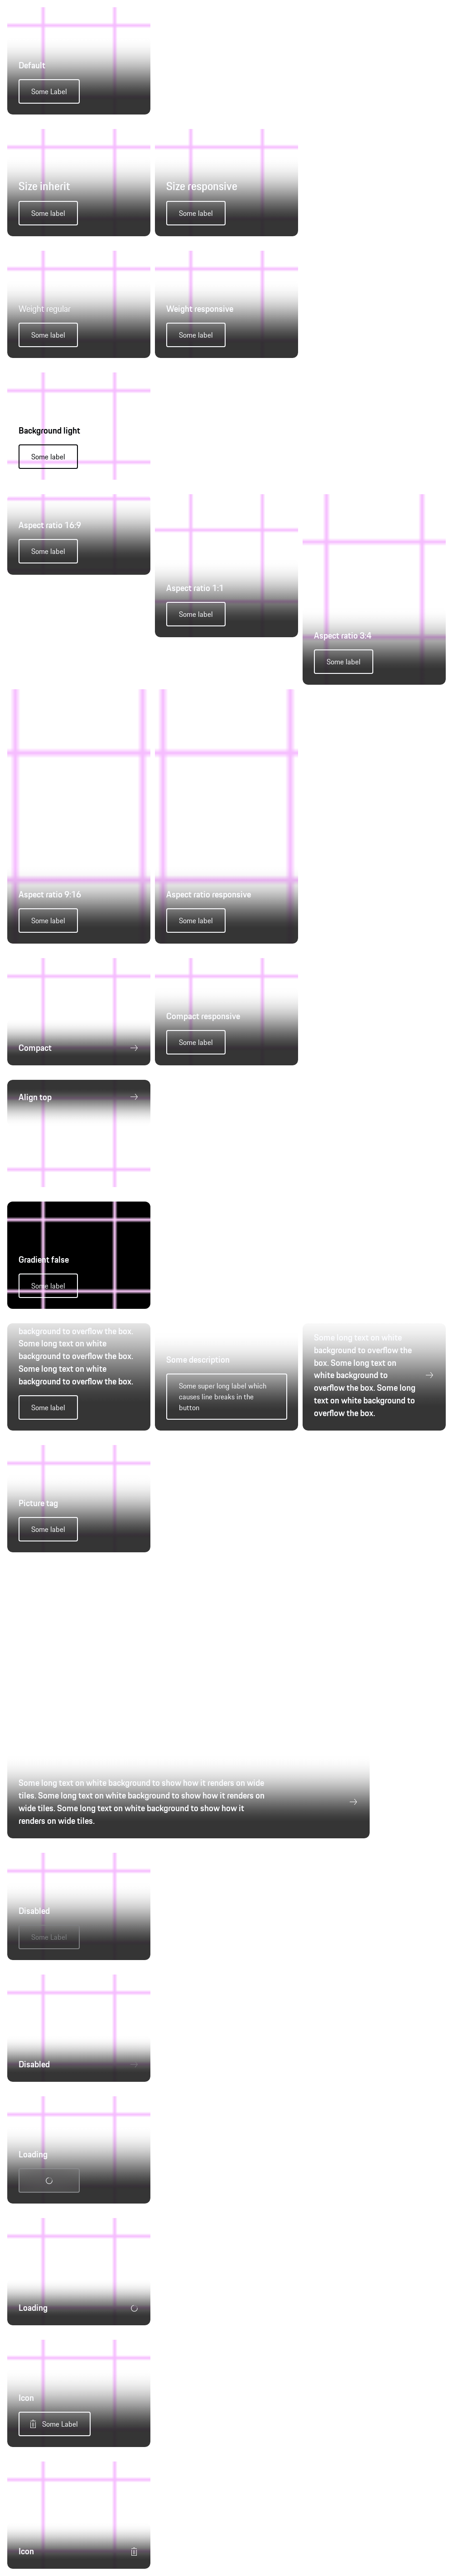 Default
Some Label
Size inherit
Some label
Size responsive
Some label
Weight regular
Some label
Weight responsive
Some label
Background light
Some label
Aspect ratio 16:9
Some label
Aspect ratio 1:1
Some label
Aspect ratio 3:4
Some label
Aspect ratio 9:16
Some label
Aspect ratio responsive
Some label
Compact
Compact responsive
Some label
Align top
Gradient false
Some label
background to overflow the box.
Some long text on white
background to overflow the box.
Some long text on white
background to overflow the box.
Some label
Some description
Some super long label which
causes line breaks in the
button
Some long text on white
background to overflow the
box. Some long text on
white background to
overflow the box. Some long
text on white background to
overflow the box.
Picture tag
Some label
Some long text on white background to show how it renders on wide
tiles. Some long text on white background to show how it renders on
wide tiles. Some long text on white background to show how it
renders on wide tiles.
Disabled
Some Label
Disabled
Loading
Loading
Icon
Some Label
Icon